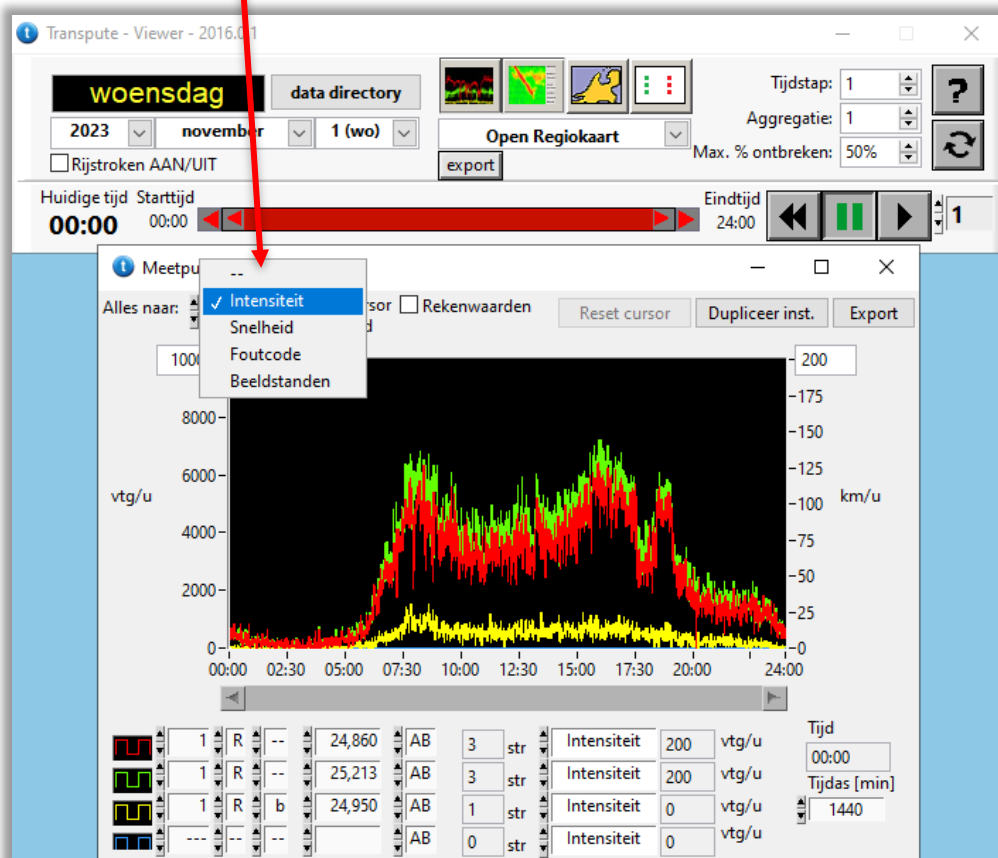 Transpute - Viewer - 2016.0.1
woensdag
data directory
2023 november 1 (wo)
Rijstroken AAN/UIT
Open Regiokaart
export
Tijdstap: 1
Aggregatie: 1
Max. % ontbreken: 50%
?
Huidige tijd Starttijd
00:00 00:00
Eindtijd
24:00
1
Alles naar:
--
✓ Intensiteit
Snelheid
Foutcode
Beeldstanden
Rekenwaarden
Reset cursor
Dupliceer inst.
Export
8000
6000
4000
2000
0
vtg/u
200
175
150
125
100
75
50
25
0
km/u
00:00 02:30 05:00 07:30 10:00 12:30 15:00 17:30 20:00 24:00
1 R -- 24,860 AB 3 str Intensiteit 200 vtg/u
1 R -- 25,213 AB 3 str Intensiteit 200 vtg/u
1 R b 24,950 AB 1 str Intensiteit 0 vtg/u
--- -- -- AB 0 str Intensiteit 0 vtg/u
Tijd
00:00
Tijdas [min]
1440